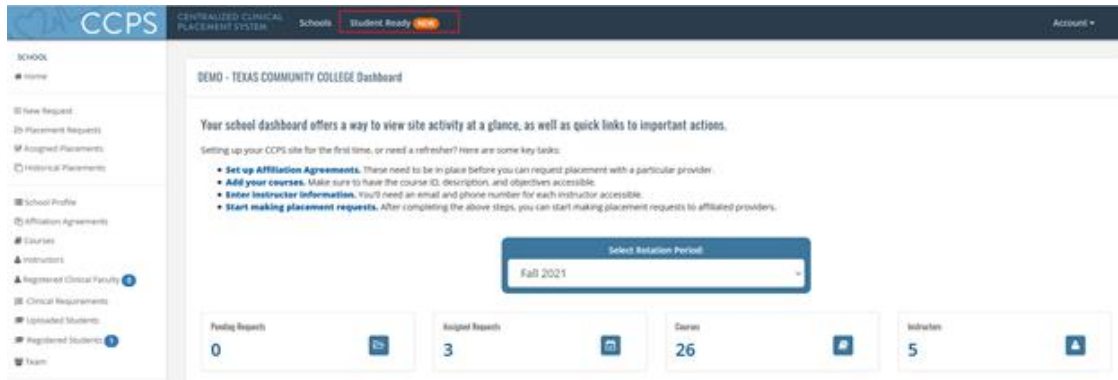 CCPS
CENTRALIZED CLINICAL
PLACEMENT SYSTEM
Schools
Student Ready NEW
Account
SCHOOL
Home
New Request
Placement Requests
Assigned Placements
Historical Placements
School Profile
Affiliation Agreements
Courses
Instructors
Registered Clinical Faculty
Clinical Requirements
Uploaded Students
Registered Students
Team
DEMO - TEXAS COMMUNITY COLLEGE Dashboard
Your school dashboard offers a way to view site activity at a glance, as well as quick links to important actions.
Setting up your CCPS site for the first time, or need a refresher? Here are some key tasks:
• Set up Affiliation Agreements. These need to be in place before you can request placement with a particular provider.
• Add your courses. Make sure to have the course ID, description, and objectives accessible.
• Enter instructor information. You'll need an email and phone number for each instructor accessible.
• Start making placement requests. After completing the above steps, you can start making placement requests to affiliated providers.
Select Rotation Period:
Fall 2021
Pending Requests
0
Assigned Requests
3
Courses
26
Instructors
5